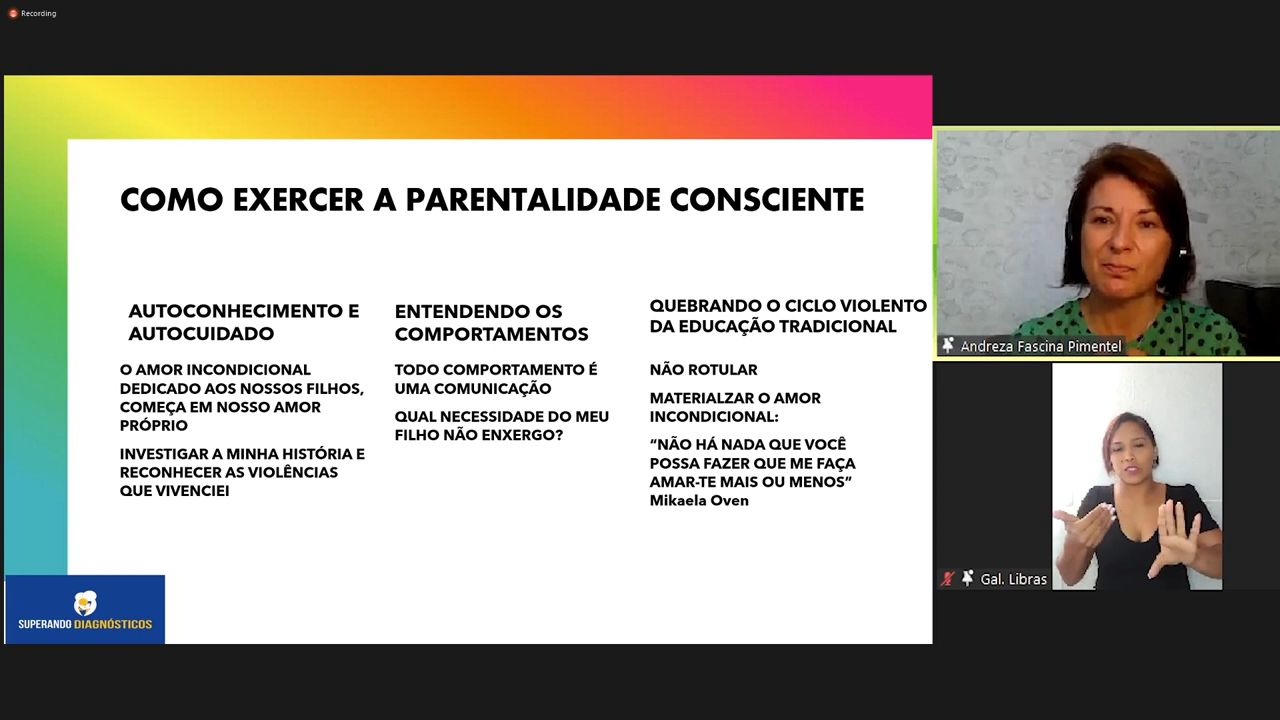 Recording
COMO EXERCER A PARENTALIDADE CONSCIENTE
AUTOCONHECIMENTO E
AUTOCUIDADO
O AMOR INCONDICIONAL
DEDICADO AOS NOSSOS FILHOS,
COMEÇA EM NOSSO AMOR
PRÓPRIO
INVESTIGAR A MINHA HISTÓRIA E
RECONHECER AS VIOLÊNCIAS
QUE VIVENCIEI
ENTENDENDO OS
COMPORTAMENTOS
TODO COMPORTAMENTO É
UMA COMUNICAÇÃO
QUAL NECESSIDADE DO MEU
FILHO NÃO ENXERGO?
QUEBRANDO O CICLO VIOLENTO
DA EDUCAÇÃO TRADICIONAL
NÃO ROTULAR
MATERIALZAR O AMOR
INCONDICIONAL:
“NÃO HÁ NADA QUE VOCÊ
POSSA FAZER QUE ME FAÇA
AMAR-TE MAIS OU MENOS”
Mikaela Oven
SUPERANDO DIAGNÓSTICOS
Andreza Fascina Pimentel
Gal. Libras